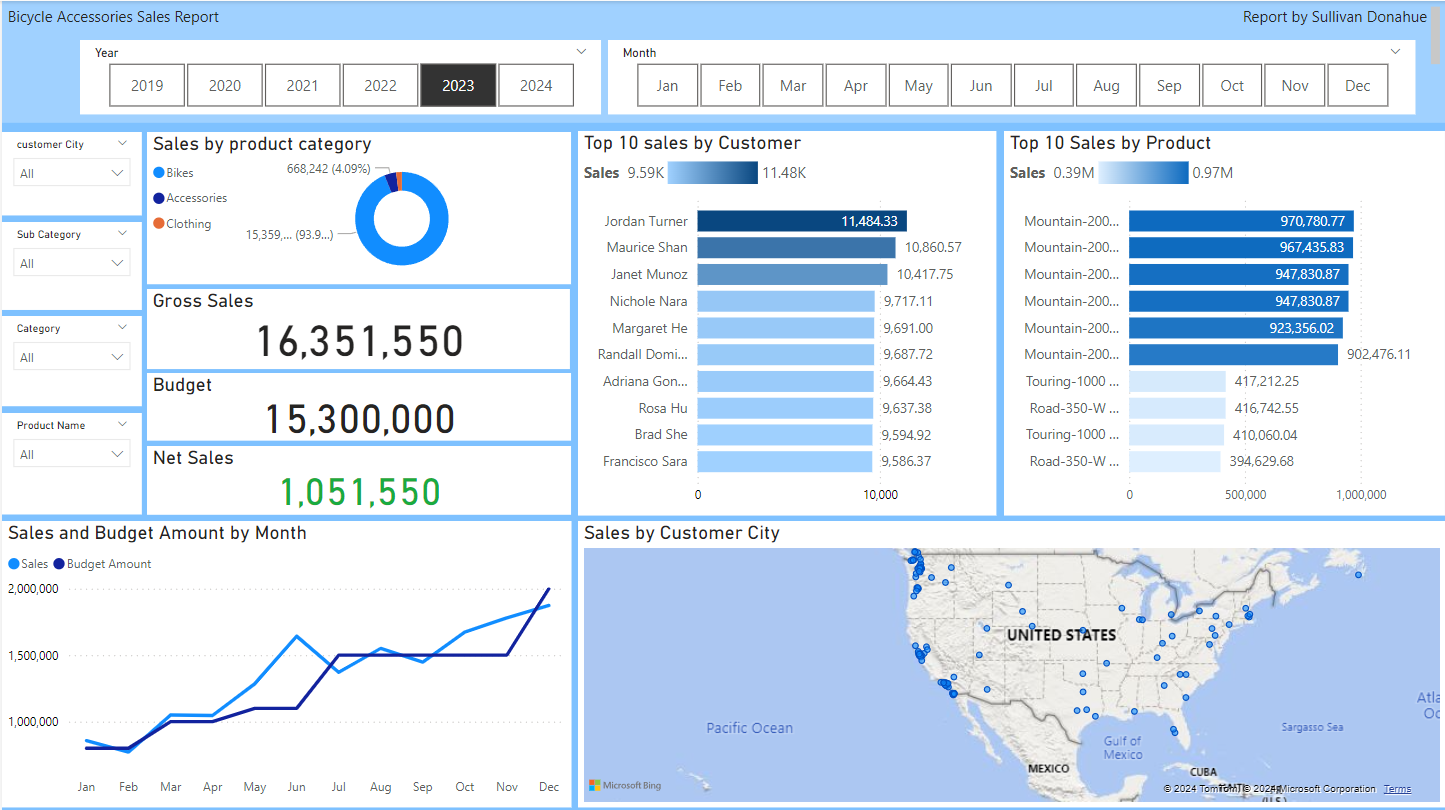 Bicycle Accessories Sales Report
Report by Sullivan Donahue
Year
2019 2020 2021 2022 2023 2024
Month
Jan Feb Mar Apr May Jun Jul Aug Sep Oct Nov Dec
customer City
All
Sub Category
All
Category
All
Product Name
All
Sales by product category
Bikes
Accessories
Clothing
668,242 (4.09%)
15,359,... (93.9...)
Gross Sales
16,351,550
Budget
15,300,000
Net Sales
1,051,550
Top 10 sales by Customer
Sales 9.59K 11.48K
Jordan Turner 11,484.33
Maurice Shan 10,860.57
Janet Munoz 10,417.75
Nichole Nara 9,717.11
Margaret He 9,691.00
Randall Domi... 9,687.72
Adriana Gon... 9,664.43
Rosa Hu 9,637.38
Brad She 9,594.92
Francisco Sara 9,586.37
0 10,000
Top 10 Sales by Product
Sales 0.39M 0.97M
Mountain-200... 970,780.77
Mountain-200... 967,435.83
Mountain-200... 947,830.87
Mountain-200... 947,830.87
Mountain-200... 923,356.02
Mountain-200... 902,476.11
Touring-1000 ... 417,212.25
Road-350-W ... 416,742.55
Touring-1000 ... 410,060.04
Road-350-W ... 394,629.68
0 500,000 1,000,000
Sales and Budget Amount by Month
Sales Budget Amount
2,000,000
1,500,000
1,000,000
Jan Feb Mar Apr May Jun Jul Aug Sep Oct Nov Dec
Sales by Customer City
UNITED STATES
Pacific Ocean
Sargasso Sea
Gulf of
Mexico
MEXICO
CUBA
Microsoft Bing
© 2024 TomTom, © 2024 Microsoft Corporation Terms